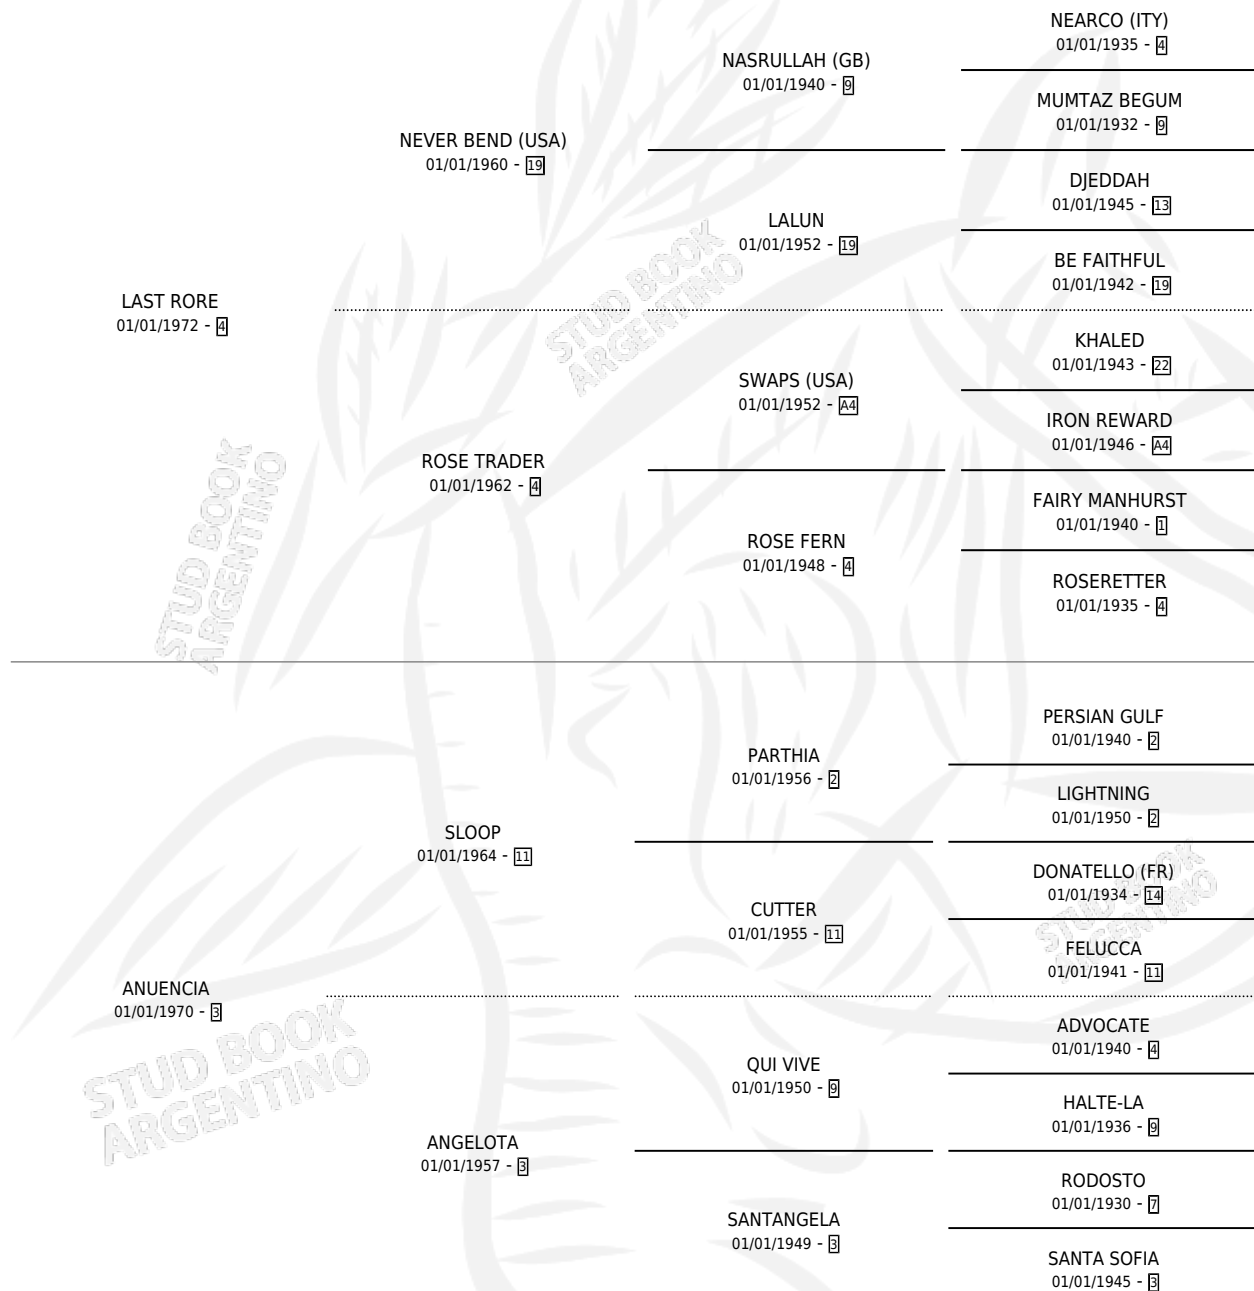 NEARCO (ITY)
01/01/1935 - 4
NASRULLAH (GB)
01/01/1940 - 9
MUMTAZ BEGUM
01/01/1932 - 9
NEVER BEND (USA)
01/01/1960 - 19
DJEDDAH
01/01/1945 - 13
LALUN
01/01/1952 - 19
BE FAITHFUL
01/01/1942 - 19
STUD BOOK
ARGENTINO
LAST RORE
01/01/1972 - 4
KHALED
01/01/1943 - 22
SWAPS (USA)
01/01/1952 - A4
IRON REWARD
01/01/1946 - A4
ROSE TRADER
01/01/1962 - 4
FAIRY MANHURST
01/01/1940 - 1
ROSE FERN
01/01/1948 - 4
ROSERETTER
01/01/1935 - 4
STUD BOOK
ARGENTINO
PERSIAN GULF
01/01/1940 - 2
PARTHIA
01/01/1956 - 2
LIGHTNING
01/01/1950 - 2
SLOOP
01/01/1964 - 11
DONATELLO (FR)
01/01/1934 - 14
CUTTER
01/01/1955 - 11
FELUCCA
01/01/1941 - 11
STUD BOOK
ARGENTINO
ANUENCIA
01/01/1970 - 3
ADVOCATE
01/01/1940 - 4
QUI VIVE
01/01/1950 - 9
HALTE-LA
01/01/1936 - 9
STUD BOOK
ARGENTINO
ANGELOTA
01/01/1957 - 3
RODOSTO
01/01/1930 - 7
SANTANGELA
01/01/1949 - 3
SANTA SOFIA
01/01/1945 - 3